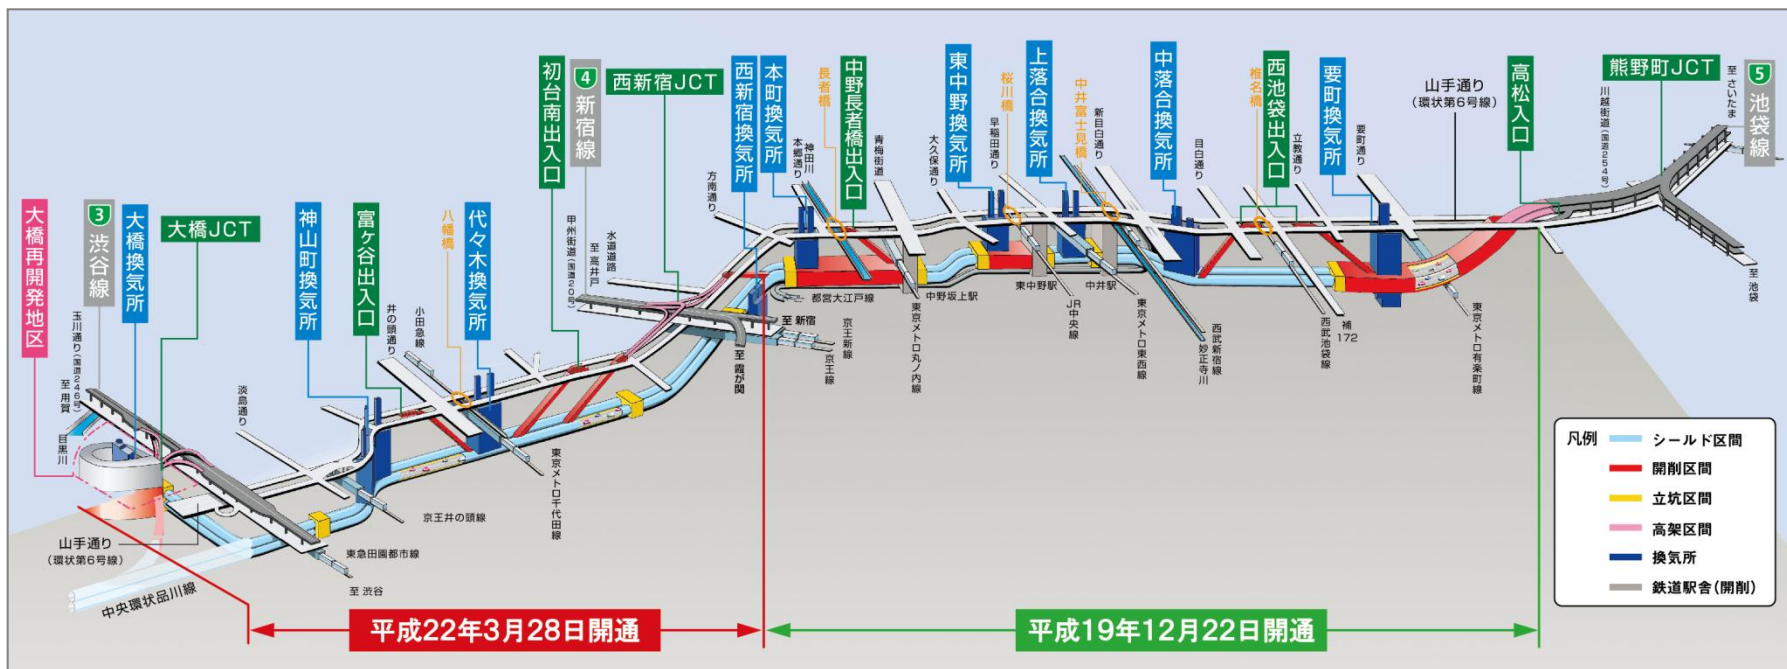 大橋再開発地区
3
渋谷線
大橋換気所
大橋JCT
神山町換気所
富ケ谷出入口
八幡橋
代々木換気所
初台南出入口
4
新宿線
西新宿JCT
西新宿換気所
本町換気所
長者橋
中野長者橋出入口
東中野換気所
桜川橋
上落合換気所
中井富士見橋
中落合換気所
椎名橋
西池袋出入口
要町換気所
山手通り
(環状第6号線)
高松入口
熊野町JCT
5
池袋線
至 さいたま
川越街道(国道254号)
至 池袋
玉川通り(国道246号)
至 用賀
目黒川
淡島通り
井の頭通り
小田急線
甲州街道(国道20号)
至 高井戸
水道道路
方南通り
本郷通り
神田川
青梅街道
大久保通り
早稲田通り
新目白通り
目白通り
立教通り
要町通り
山手通り
(環状第6号線)
中央環状品川線
東急田園都市線
至 渋谷
京王井の頭線
東京メトロ千代田線
至 霞が関
至 新宿
京王線
京王新線
都営大江戸線
東京メトロ丸ノ内線
中野坂上駅
東中野駅
JR中央線
中井駅
東京メトロ東西線
妙正寺川
西武新宿線
西武池袋線
補172
東京メトロ有楽町線
凡例
シールド区間
開削区間
立坑区間
高架区間
換気所
鉄道駅舎(開削)
平成22年3月28日開通
平成19年12月22日開通